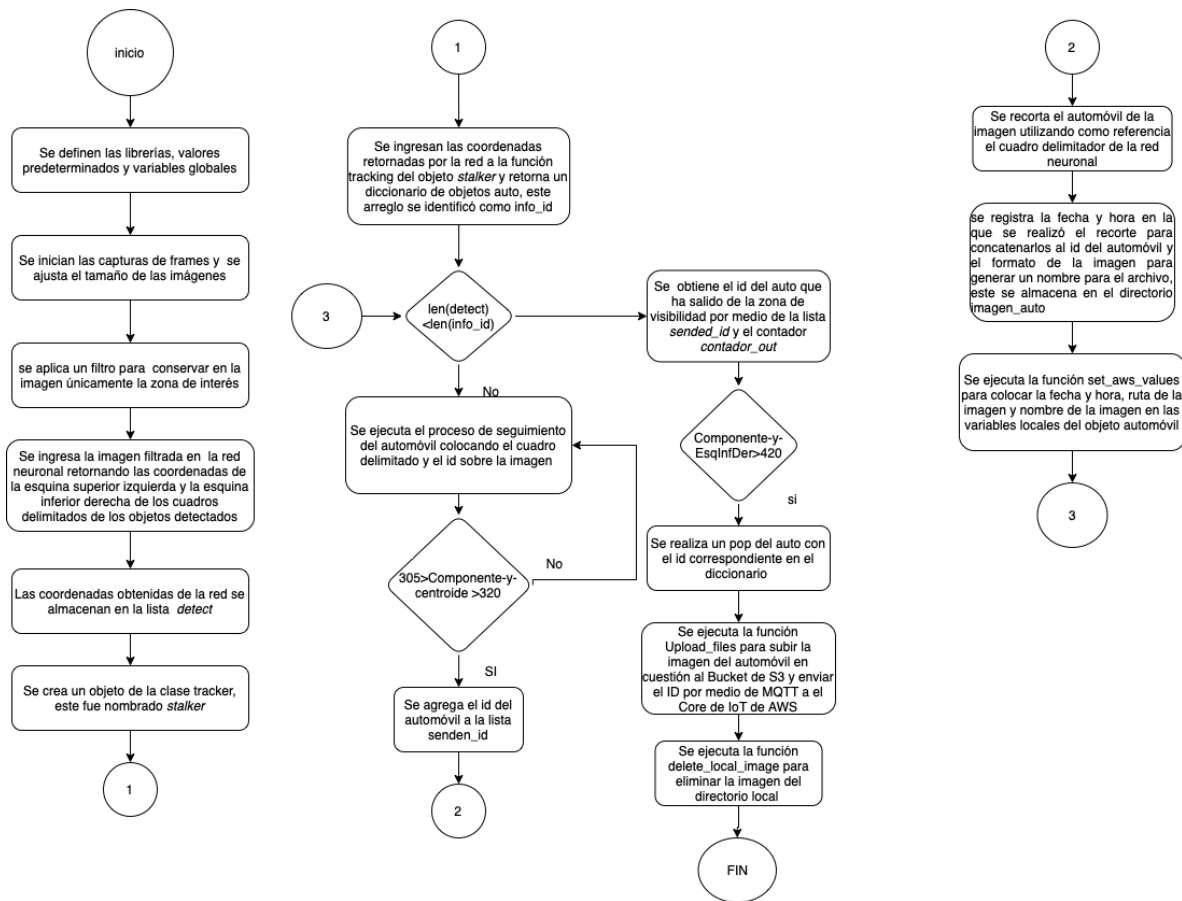 inicio
Se definen las librerías, valores
predeterminados y variables globales
Se inician las capturas de frames y se
ajusta el tamaño de las imágenes
se aplica un filtro para conservar en la
imagen únicamente la zona de interés
Se ingresa la imagen filtrada en la red
neuronal retornando las coordenadas de
la esquina superior izquierda y la esquina
inferior derecha de los cuadros
delimitados de los objetos detectados
Las coordenadas obtenidas de la red se
almacenan en la lista detect
Se crea un objeto de la clase tracker,
este fue nombrado stalker
1
1
Se ingresan las coordenadas
retornadas por la red a la función
tracking del objeto stalker y retorna un
diccionario de objetos auto, este
arreglo se identificó como info_id
3
len(detect)
<len(info_id)
No
Se ejecuta el proceso de seguimiento
del automóvil colocando el cuadro
delimitado y el id sobre la imagen
305>Componente-y-
centroide >320
No
SI
Se agrega el id del
automóvil a la lista
senden_id
2
Se obtiene el id del auto que
ha salido de la zona de
visibilidad por medio de la lista
sended_id y el contador
contador_out
Componente-y-
EsqInfDer>420
si
Se realiza un pop del auto con
el id correspondiente en el
diccionario
Se ejecuta la función
Upload_files para subir la
imagen del automóvil en
cuestión al Bucket de S3 y enviar
el ID por medio de MQTT a el
Core de IoT de AWS
Se ejecuta la función
delete_local_image para
eliminar la imagen del
directorio local
FIN
2
Se recorta el automóvil de la
imagen utilizando como referencia
el cuadro delimitador de la red
neuronal
se registra la fecha y hora en la
que se realizó el recorte para
concatenarlos al id del automóvil y
el formato de la imagen para
generar un nombre para el archivo,
este se almacena en el directorio
imagen_auto
Se ejecuta la función set_aws_values
para colocar la fecha y hora, ruta de la
imagen y nombre de la imagen en las
variables locales del objeto automóvil
3